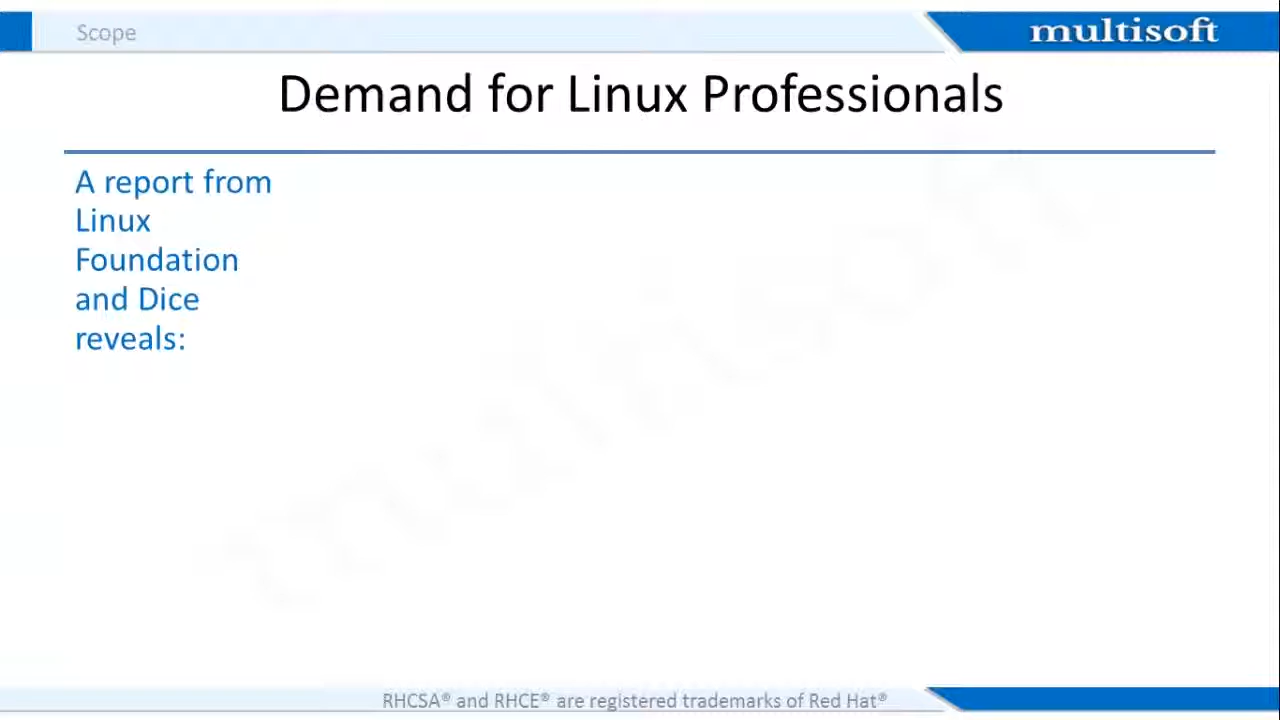 Scope
multisoft
Demand for Linux Professionals
A report from
Linux
Foundation
and Dice
reveals:
multisoft
RHCSA® and RHCE® are registered trademarks of Red Hat®